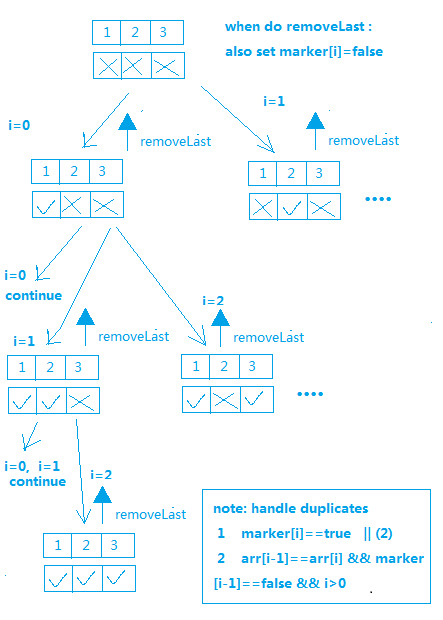 1 2 3
when do removeLast :
also set marker[i]=false
i=0
removeLast
i=1
removeLast
1 2 3
1 2 3
••••
i=0
continue
i=1
removeLast
i=2
removeLast
1 2 3
1 2 3
••••
i=0, i=1
continue
i=2
removeLast
1 2 3
note: handle duplicates
1 marker[i]==true || (2)
2 arr[i-1]==arr[i] && marker
[i-1]==false && i>0